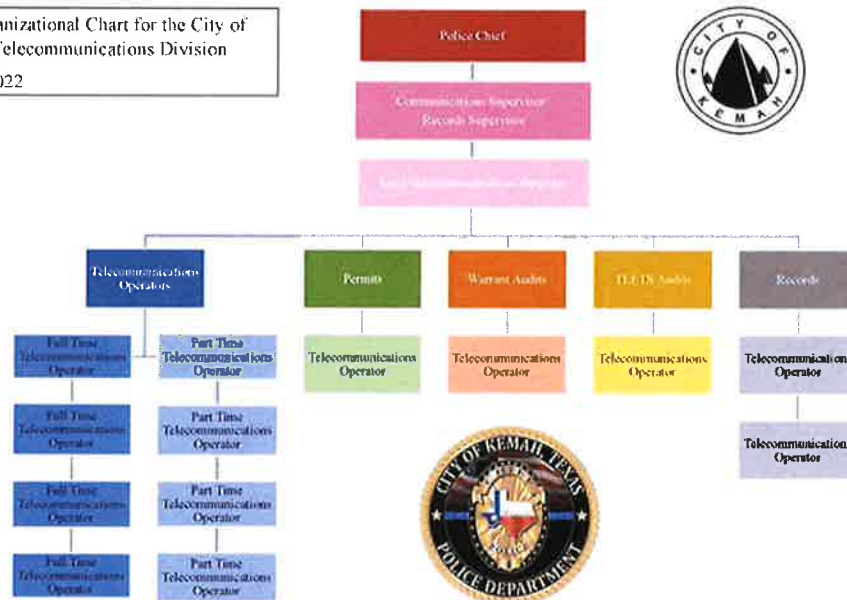 anizational Chart for the City of
Telecommunications Division
022
Police Chief
Communications Supervisor
Records Supervisor
CITY OF
KEMAH
Telecommunications
Operators
Permits
Warrant Audits
TLETS Audits
Records
Full Time
Telecommunications
Operator
Part Time
Telecommunications
Operator
Telecommunications
Operator
Telecommunications
Operator
Telecommunications
Operator
Telecommunication
Operator
Full Time
Telecommunications
Operator
Part Time
Telecommunications
Operator
Telecommunication
Operator
Full Time
Telecommunications
Operator
Part Time
Telecommunications
Operator
Full Time
Telecommunications
Operator
Part Time
Telecommunications
Operator
CITY OF KEMAH, TEXAS
POLICE DEPARTMENT